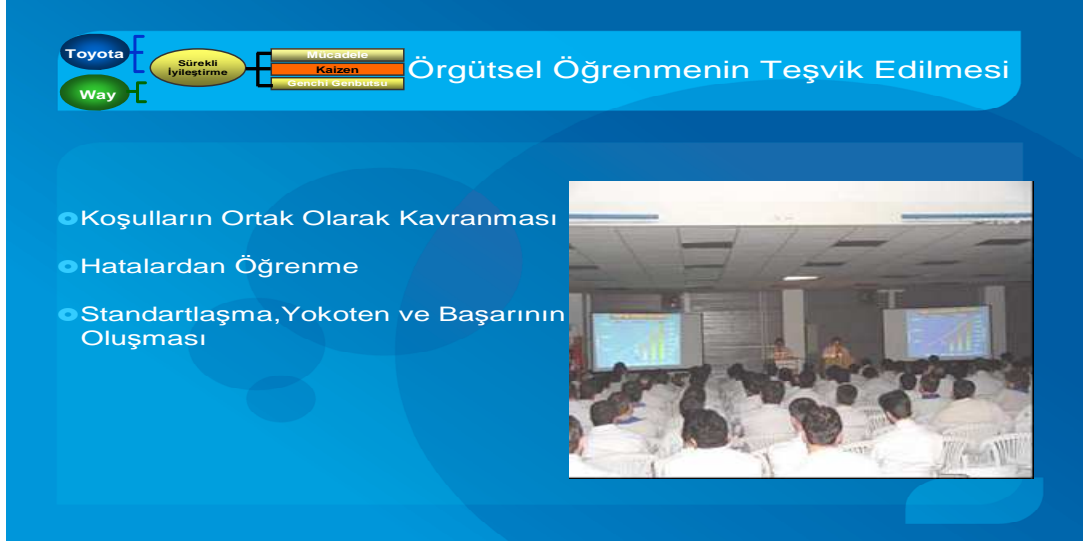 Toyota
Way
Sürekli
İyileştirme
Mücadele
Kaizen
Genchi Genbutsu
Örgütsel Öğrenmenin Teşvik Edilmesi
Koşulların Ortak Olarak Kavranması
Hatalardan Öğrenme
Standartlaşma,Yokoten ve Başarının
Oluşması